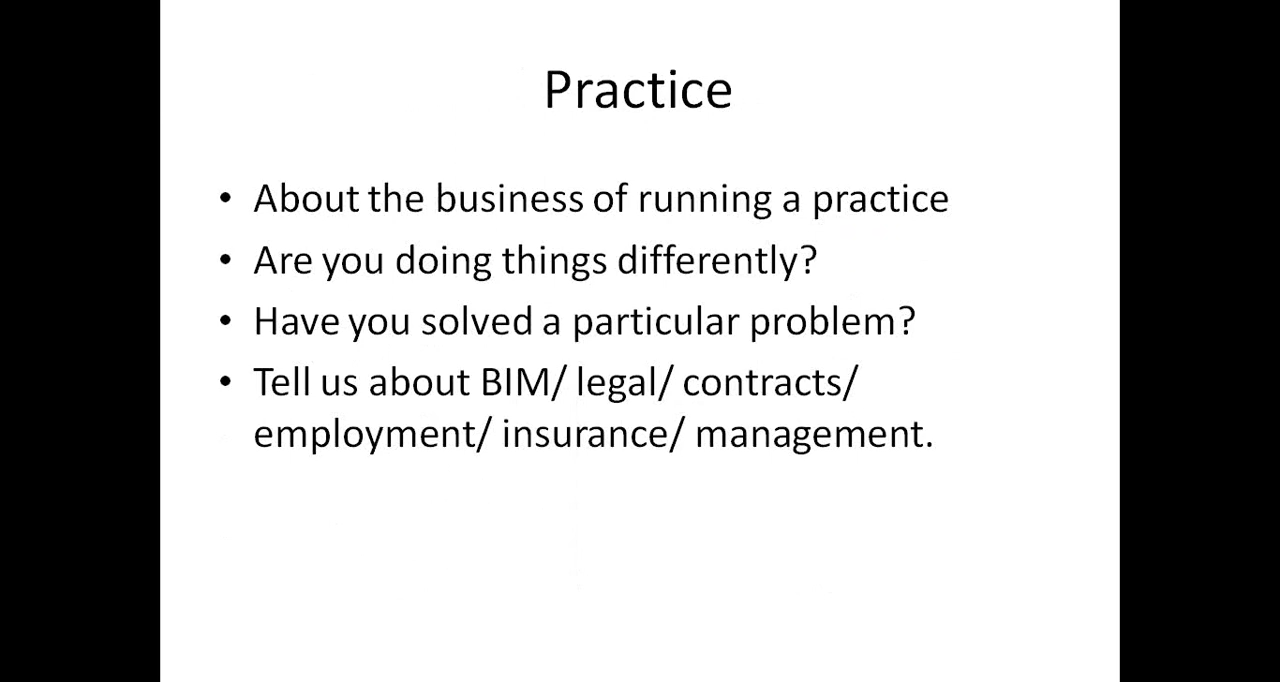 Practice
• About the business of running a practice
• Are you doing things differently?
• Have you solved a particular problem?
• Tell us about BIM/ legal/ contracts/
employment/ insurance/ management.